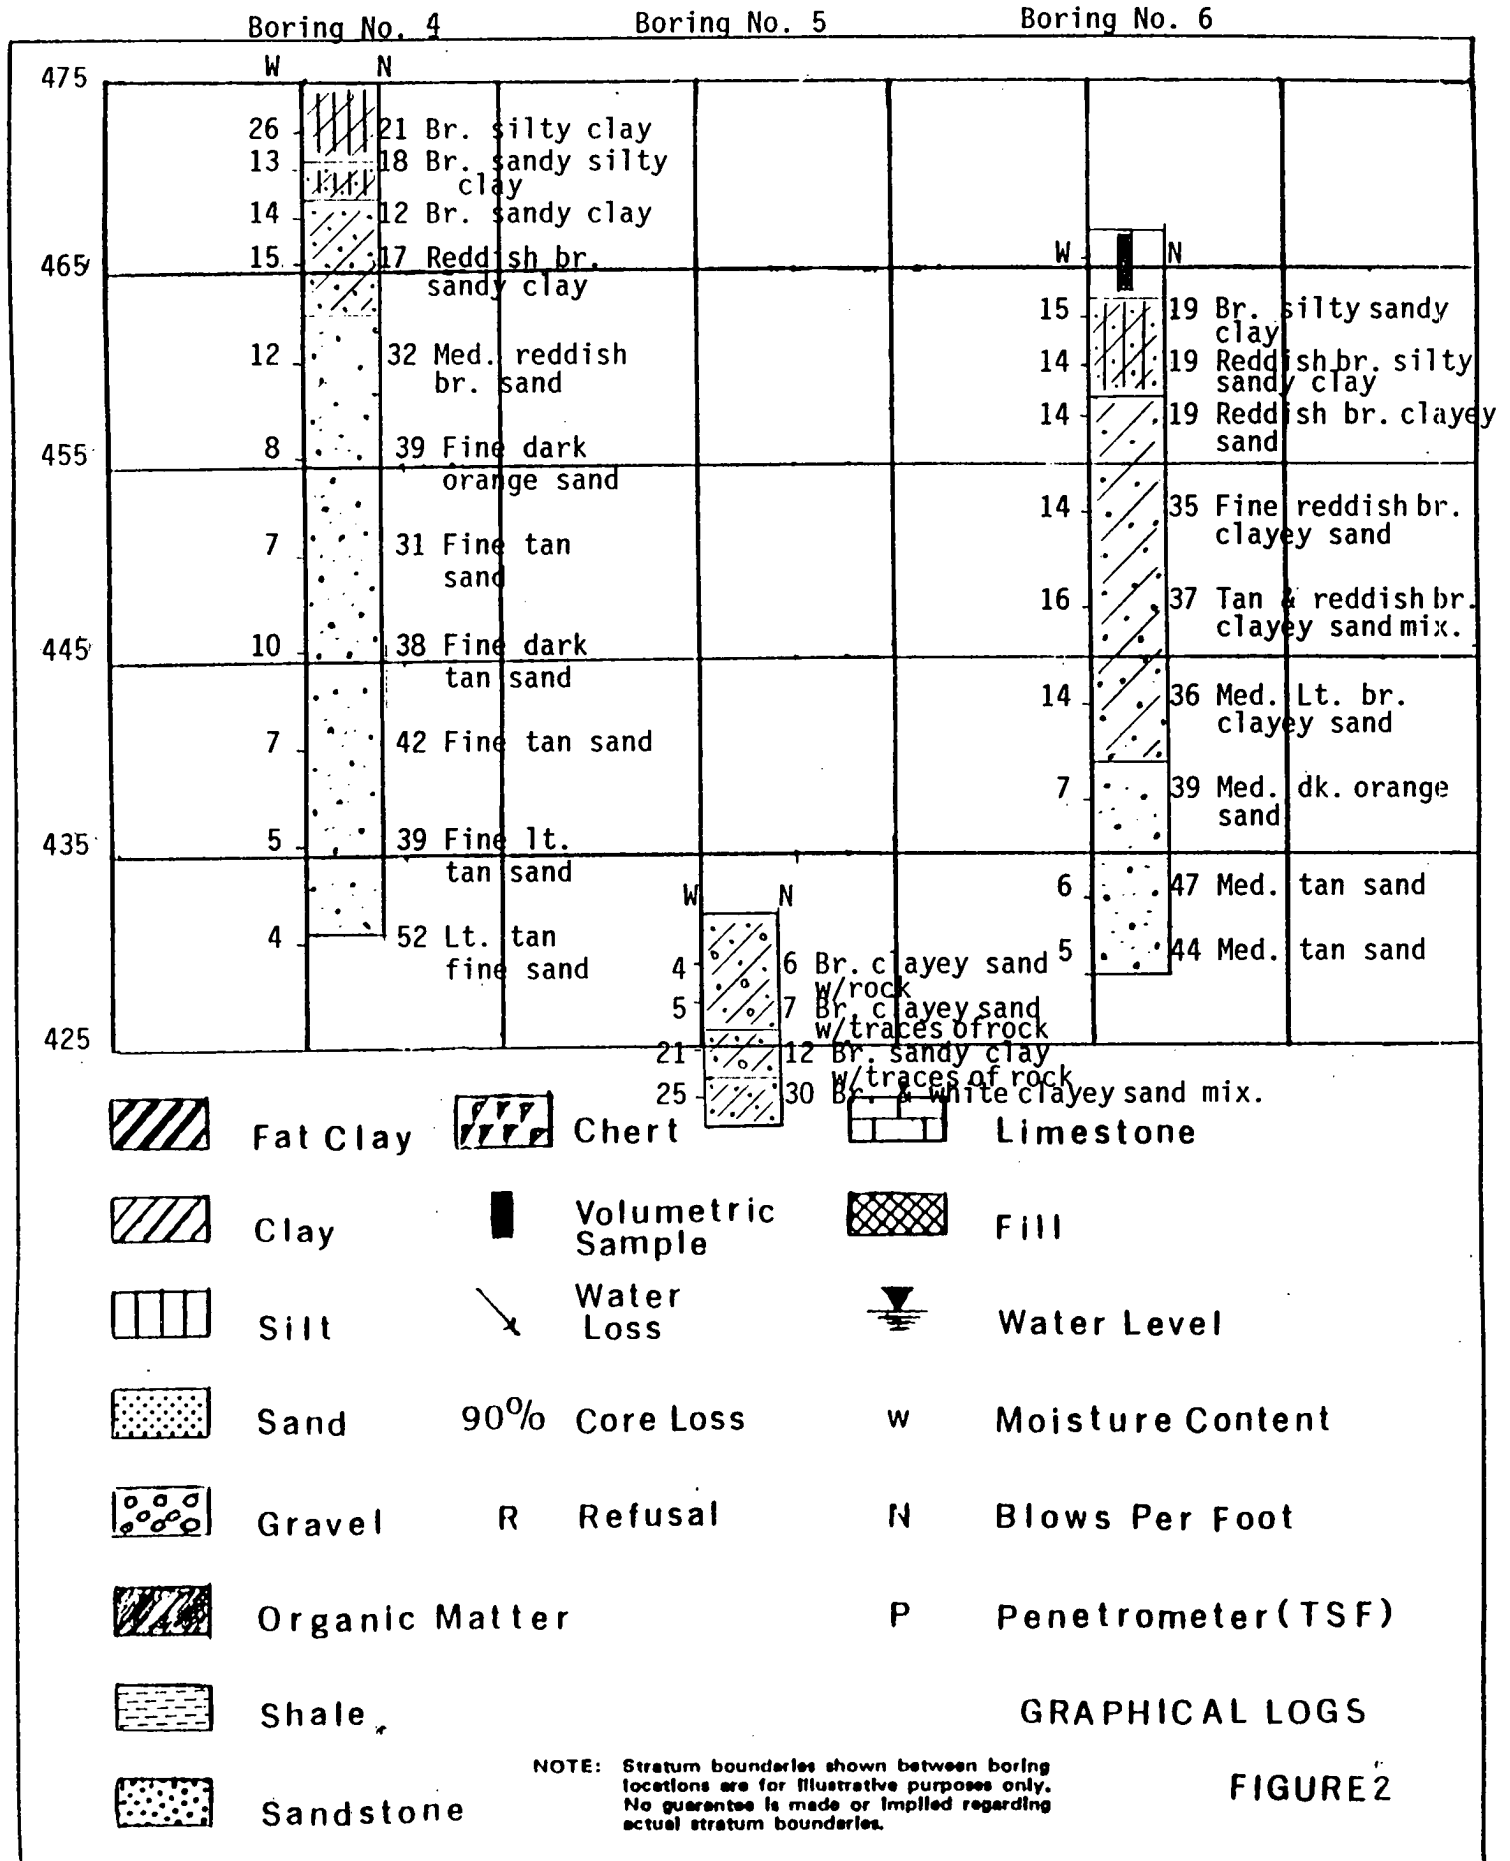 Boring No. 4
Boring No. 5
Boring No. 6
475
W N
26 21 Br. silty clay
13 18 Br. sandy silty
clay
14 12 Br. sandy clay
465
15 17 Reddish br.
sandy clay
12 32 Med. reddish
br. sand
455
8 39 Fine dark
orange sand
7 31 Fine tan
sand
445
10 38 Fine dark
tan sand
7 42 Fine tan sand
435
5 39 Fine lt.
tan sand
4 52 Lt. tan
fine sand
425
W N
4 6 Br. clayey sand
w/rock
5 7 Br. clayey sand
w/traces of rock
21 12 Br. sandy clay
w/traces of rock
25 30 Br. & white clayey sand mix.
W N
15 19 Br. silty sandy
clay
14 19 Reddish br. silty
sandy clay
14 19 Reddish br. clayey
sand
14 35 Fine reddish br.
clayey sand
16 37 Tan & reddish br.
clayey sand mix.
14 36 Med. Lt. br.
clayey sand
7 39 Med. dk. orange
sand
6 47 Med. tan sand
5 44 Med. tan sand
Fat Clay
Chert
Limestone
Clay
Volumetric
Sample
Fill
Silt
Water
Loss
Water Level
Sand
90% Core Loss
w Moisture Content
Gravel
R Refusal
N Blows Per Foot
Organic Matter
P Penetrometer (TSF)
Shale
GRAPHICAL LOGS
Sandstone
NOTE: Stratum boundaries shown between boring
locations are for illustrative purposes only.
No guarantee is made or implied regarding
actual stratum boundaries.
FIGURE 2